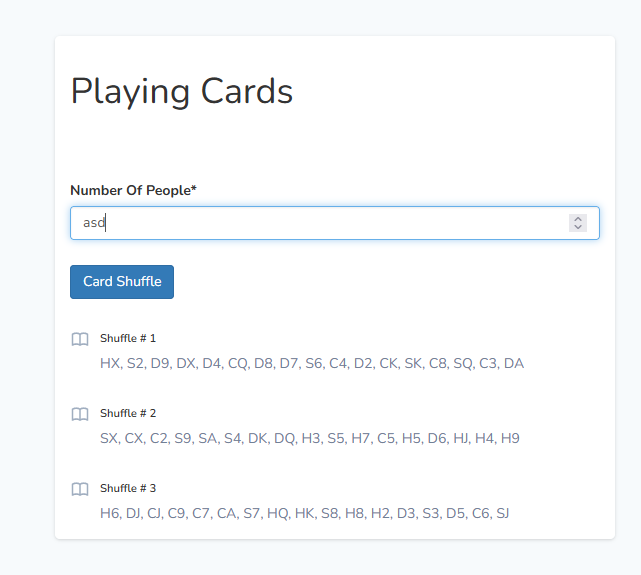 Playing Cards
Number Of People*
asd
Card Shuffle
Shuffle # 1
HX, S2, D9, DX, D4, CQ, D8, D7, S6, C4, D2, CK, SK, C8, SQ, C3, DA
Shuffle # 2
SX, CX, C2, S9, SA, S4, DK, DQ, H3, S5, H7, C5, H5, D6, HJ, H4, H9
Shuffle # 3
H6, DJ, CJ, C9, C7, CA, S7, HQ, HK, S8, H8, H2, D3, S3, D5, C6, SJ